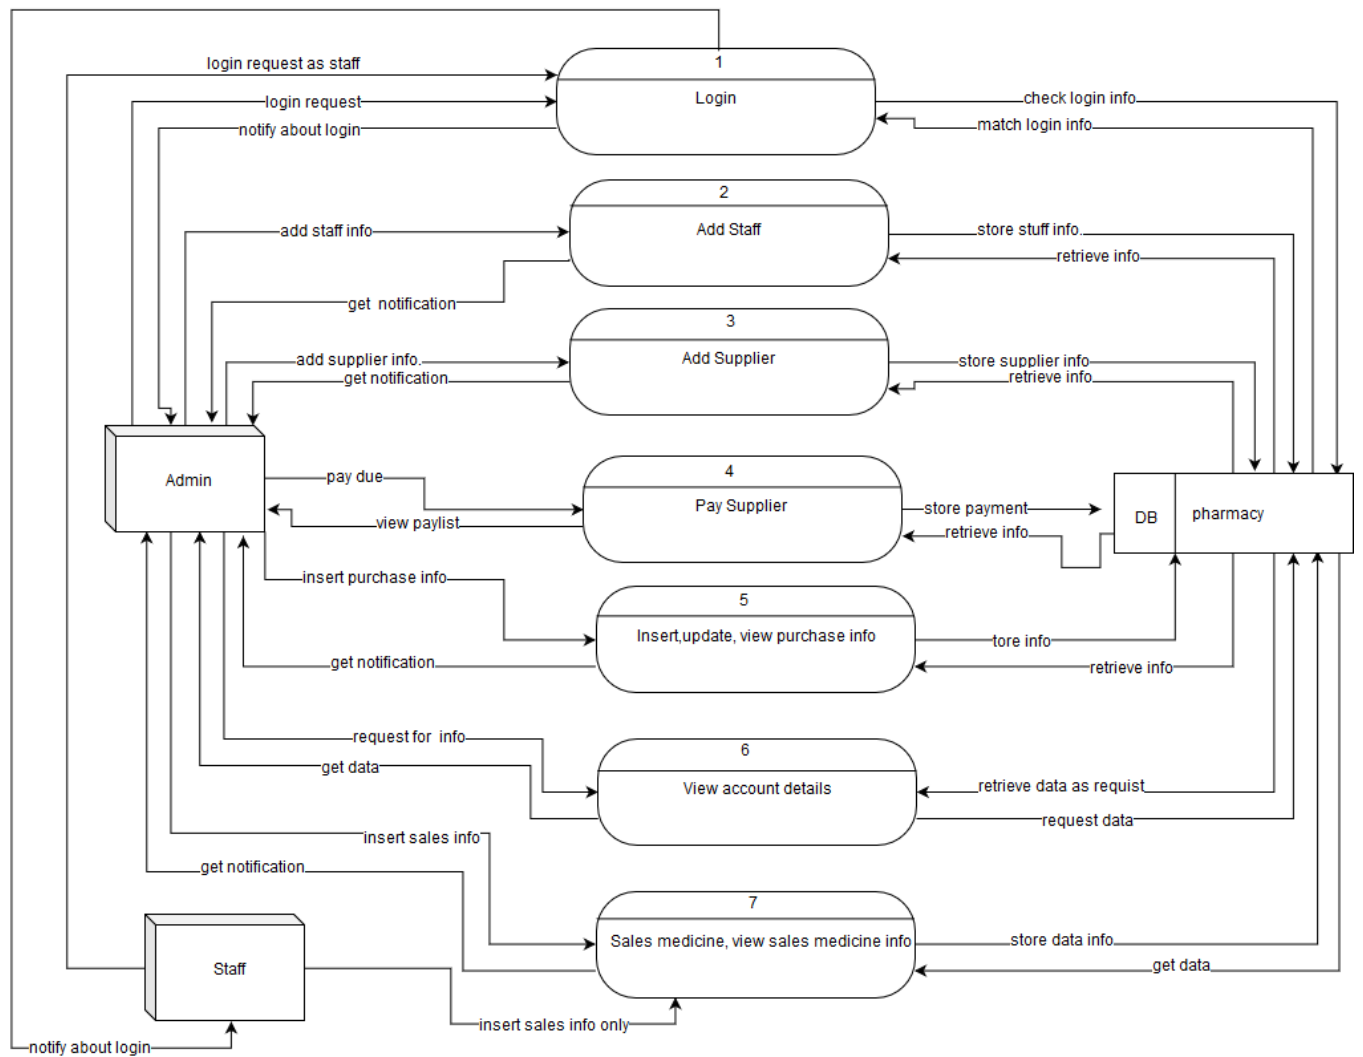 1
login request as staff
Login
login request
check login info
notify about login
match login info
2
add staff info
Add Staff
store stuff info.
retrieve info
get notification
3
add supplier info.
Add Supplier
store supplier info
get notification
retrieve info
4
Admin
pay due
Pay Supplier
store payment
DB
pharmacy
view paylist
retrieve info
insert purchase info
5
Insert,update, view purchase info
tore info
get notification
retrieve info
request for info
6
get data
View account details
retrieve data as requist
request data
insert sales info
get notification
7
Sales medicine, view sales medicine info
store data info
Staff
get data
insert sales info only
notify about login